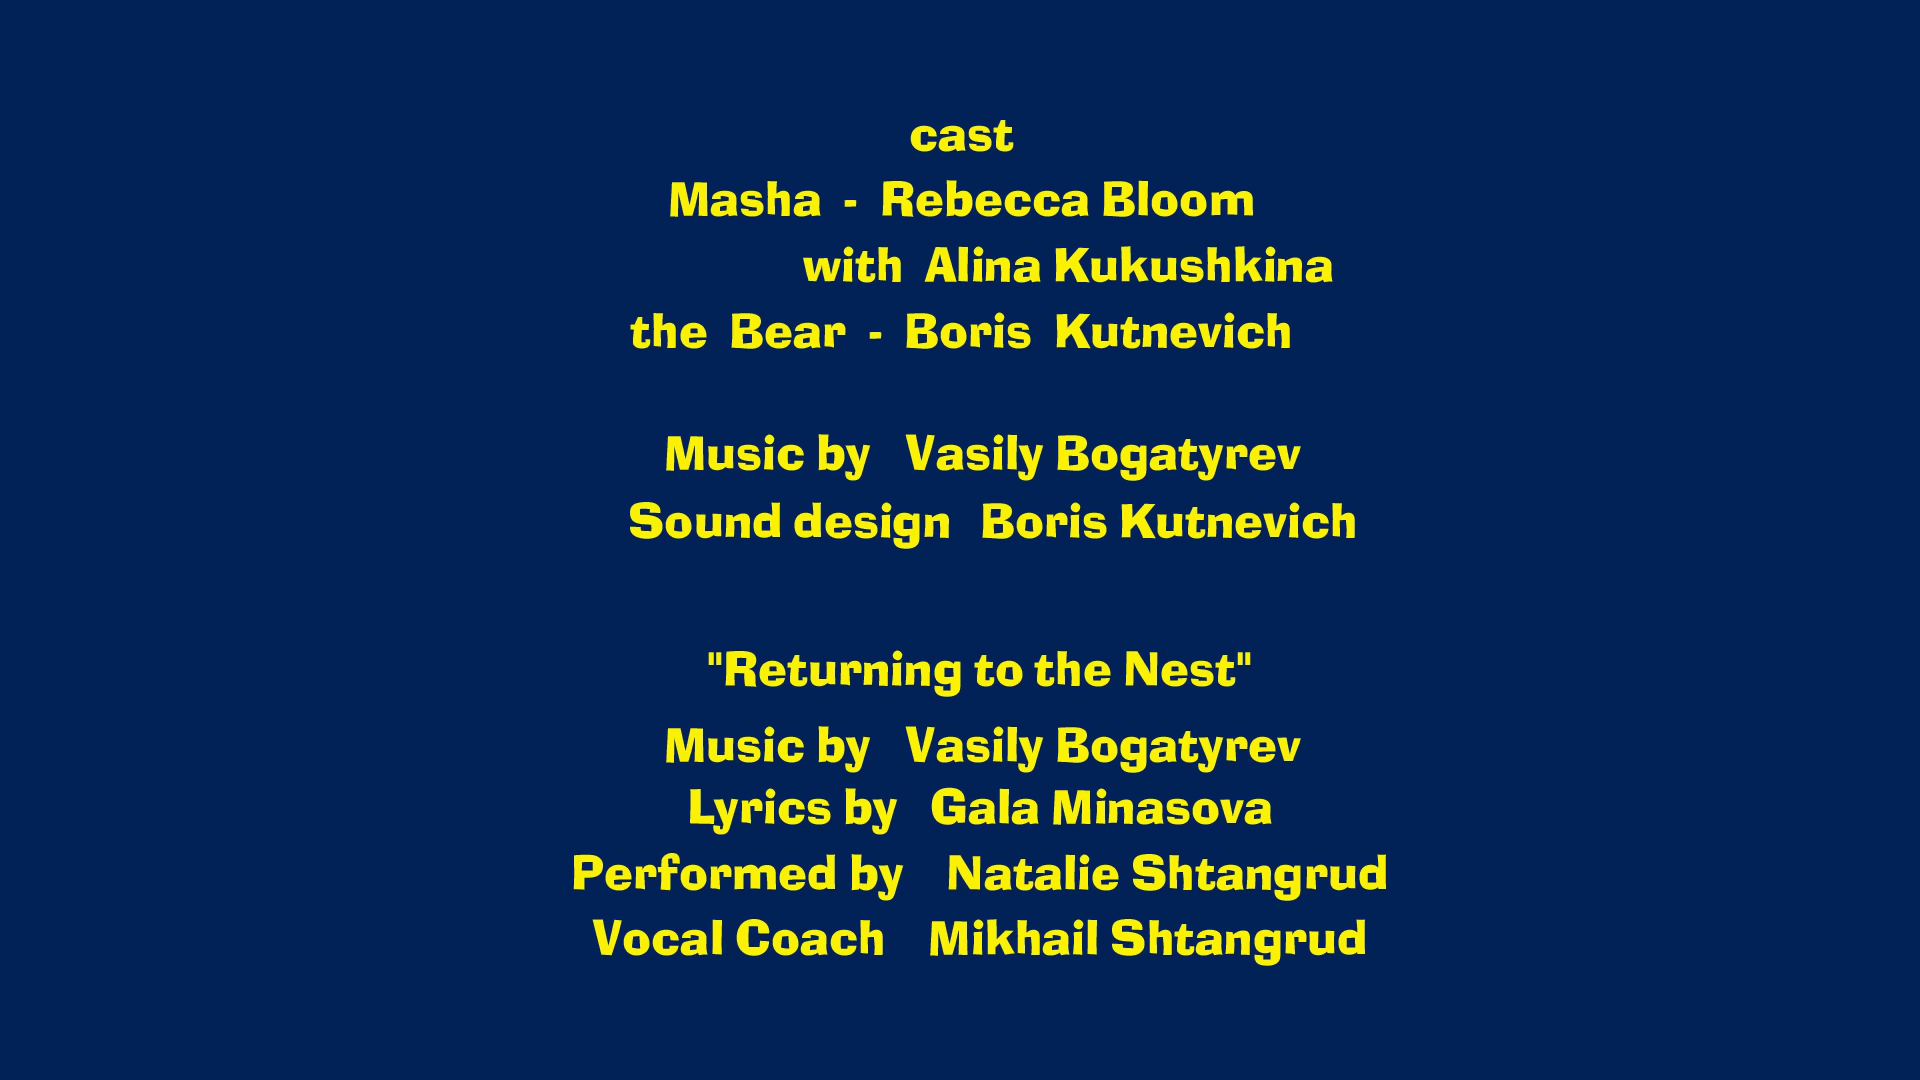 cast
Masha - Rebecca Bloom
with Alina Kukushkina
the Bear - Boris Kutnevich
Music by Vasily Bogatyrev
Sound design Boris Kutnevich
"Returning to the Nest"
Music by Vasily Bogatyrev
Lyrics by Gala Minasova
Performed by Natalie Shtangrud
Vocal Coach Mikhail Shtangrud